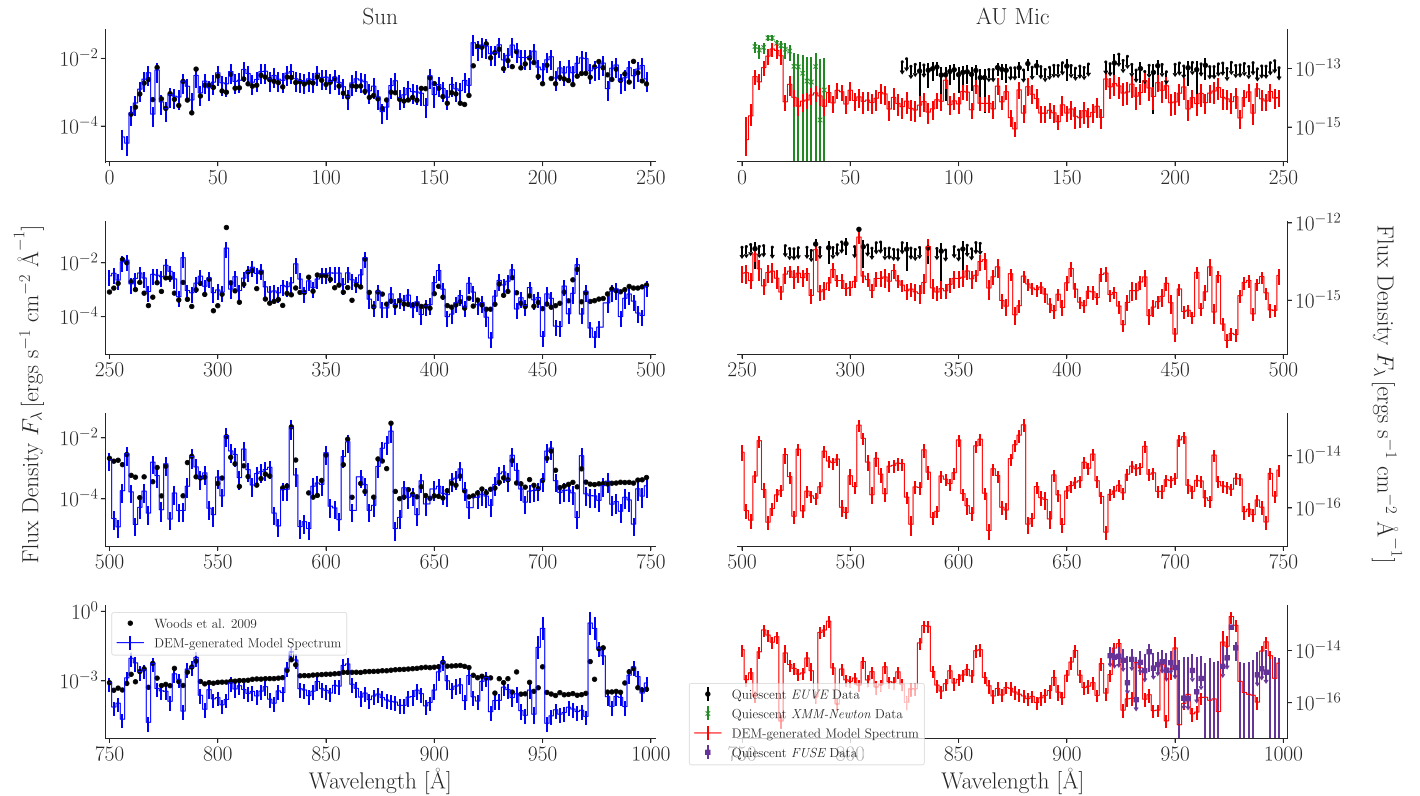 Sun
AU Mic
10⁻²
10⁻⁴
0 50 100 150 200 250
10⁻¹³
10⁻¹⁵
0 50 100 150 200 250
10⁻²
10⁻⁴
250 300 350 400 450 500
10⁻¹²
10⁻¹⁵
250 300 350 400 450 500
Flux Density F_λ [ergs s⁻¹ cm⁻² Å⁻¹]
Flux Density F_λ [ergs s⁻¹ cm⁻² Å⁻¹]
10⁻²
10⁻⁴
500 550 600 650 700 750
10⁻¹⁴
10⁻¹⁶
500 550 600 650 700 750
10⁰
10⁻³
Woods et al. 2009
DEM-generated Model Spectrum
750 800 850 900 950 1000
Wavelength [Å]
10⁻¹⁴
10⁻¹⁶
Quiescent EUVE Data
Quiescent XMM-Newton Data
DEM-generated Model Spectrum
Quiescent FUSE Data
750 800 850 900 950 1000
Wavelength [Å]